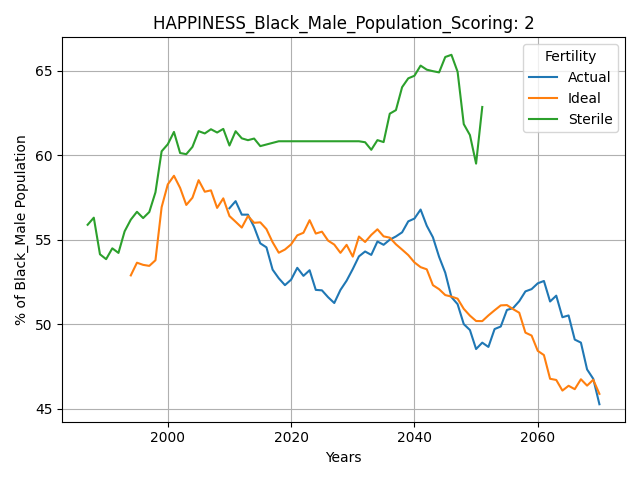 HAPPINESS_Black_Male_Population_Scoring: 2
Fertility
Actual
Ideal
Sterile
% of Black_Male Population
65
60
55
50
45
2000 2020 2040 2060
Years